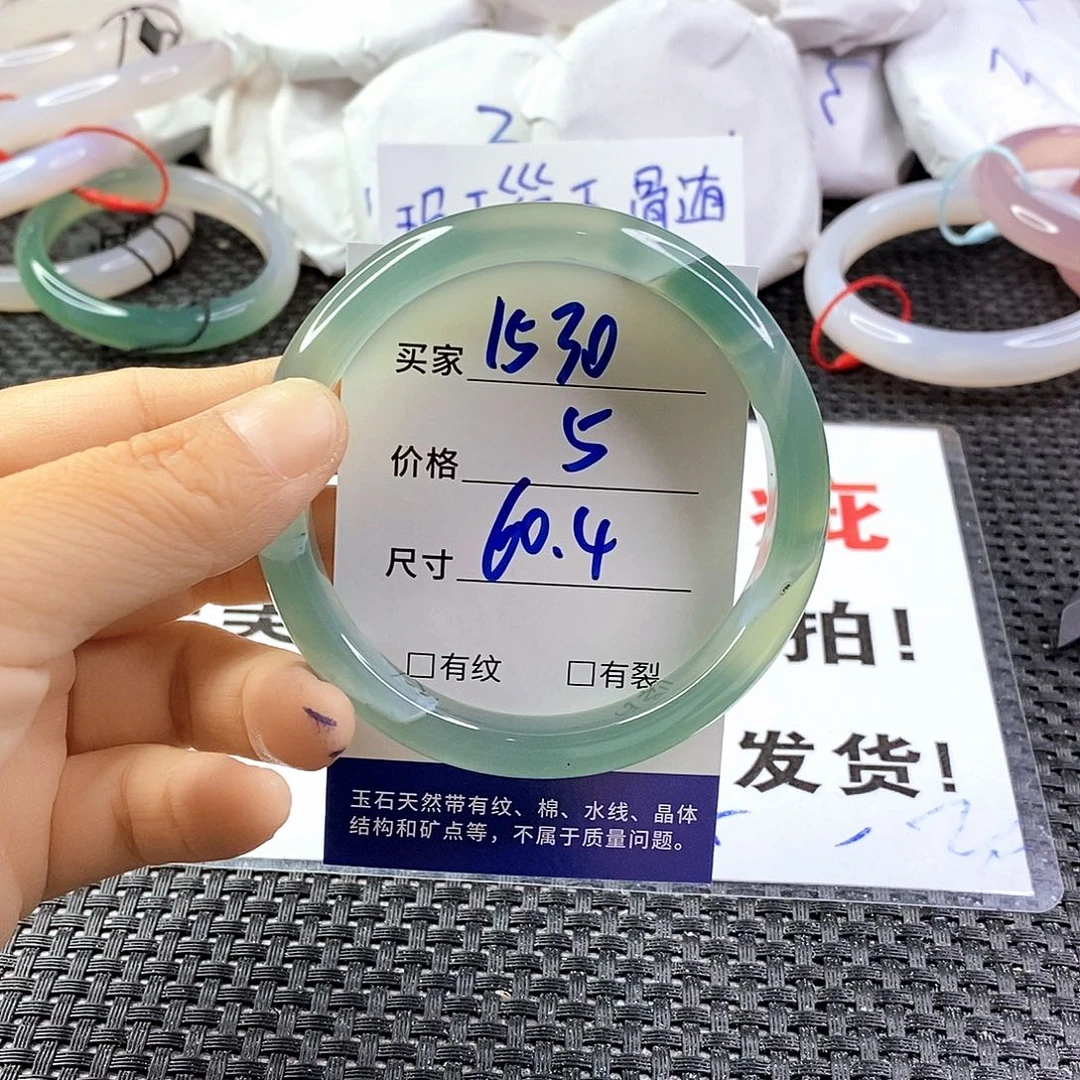 买家 1530
价格 5
尺寸 60.4
□有纹 □有裂
玉石天然带有纹、棉、水线、晶体
结构和矿点等，不属于质量问题。
拍！
发货！